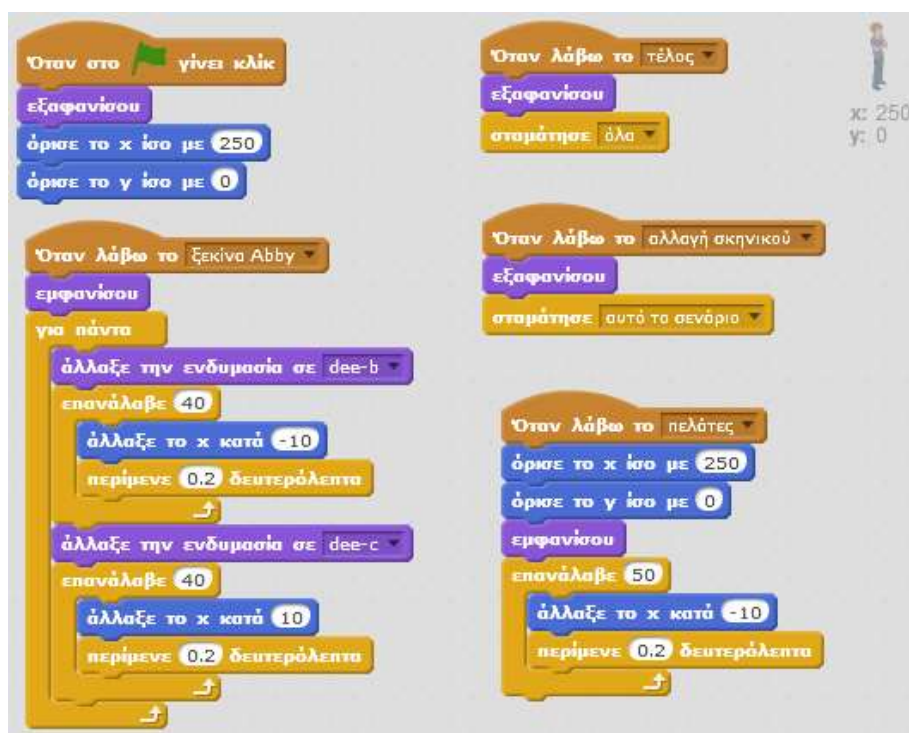 Όταν στο γίνει κλίκ
εξαφανίσου
όρισε το x ίσο με 250
όρισε το y ίσο με 0
Όταν λάβω το ξεκίνα Abby
εμφανίσου
για πάντα
άλλαξε την ενδυμασία σε dee-b
επανάλαβε 40
άλλαξε το x κατά -10
περίμενε 0.2 δευτερόλεπτα
άλλαξε την ενδυμασία σε dee-c
επανάλαβε 40
άλλαξε το x κατά 10
περίμενε 0.2 δευτερόλεπτα
Όταν λάβω το τέλος
εξαφανίσου
σταμάτησε όλα
Όταν λάβω το αλλαγή σκηνικού
εξαφανίσου
σταμάτησε αυτό το σενάριο
Όταν λάβω το πελάτες
όρισε το x ίσο με 250
όρισε το y ίσο με 0
εμφανίσου
επανάλαβε 50
άλλαξε το x κατά -10
περίμενε 0.2 δευτερόλεπτα
x: 250
y: 0